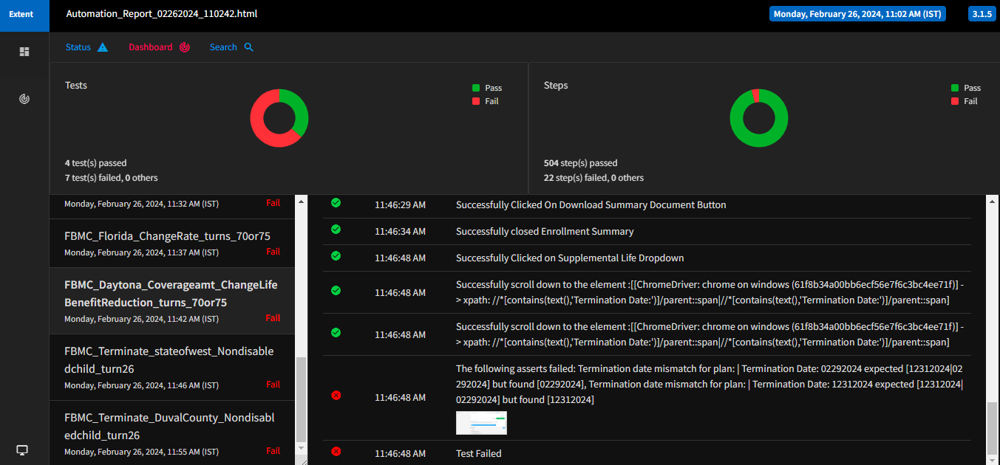 Extent
Automation_Report_02262024_110242.html
Monday, February 26, 2024, 11:02 AM (IST)
3.1.5
Status
Dashboard
Search
Tests
Pass
Fail
4 test(s) passed
7 test(s) failed, 0 others
Steps
Pass
Fail
504 step(s) passed
22 step(s) failed, 0 others
Monday, February 26, 2024, 11:32 AM (IST) Fail
FBMC_Florida_ChangeRate_turns_70or75
Monday, February 26, 2024, 11:37 AM (IST) Fail
FBMC_Daytona_Coverageamt_ChangeLife
BenefitReduction_turns_70or75
Monday, February 26, 2024, 11:42 AM (IST) Fail
FBMC_Terminate_stateofwest_Nondisable
dchild_turn26
Monday, February 26, 2024, 11:46 AM (IST) Fail
FBMC_Terminate_DuvalCounty_Nondisabl
edchild_turn26
Monday, February 26, 2024, 11:55 AM (IST) Fail
11:46:29 AM Successfully Clicked On Download Summary Document Button
11:46:34 AM Successfully closed Enrollment Summary
11:46:48 AM Successfully Clicked on Supplemental Life Dropdown
11:46:48 AM Successfully scroll down to the element :[[ChromeDriver: chrome on windows (61f8b34a00bb6ecf56e7f6c3bc4ee71f)] -
> xpath: //*[contains(text(),'Termination Date:')]/parent::span|//*[contains(text(),'Termination Date:')]/parent::span]
11:46:48 AM Successfully scroll down to the element :[[ChromeDriver: chrome on windows (61f8b34a00bb6ecf56e7f6c3bc4ee71f)] -
> xpath: //*[contains(text(),'Termination Date:')]/parent::span|//*[contains(text(),'Termination Date:')]/parent::span]
11:46:48 AM The following asserts failed: Termination date mismatch for plan: | Termination Date: 02292024 expected [12312024|02
292024] but found [02292024], Termination date mismatch for plan: | Termination Date: 12312024 expected [12312024|
02292024] but found [12312024]
11:46:48 AM Test Failed